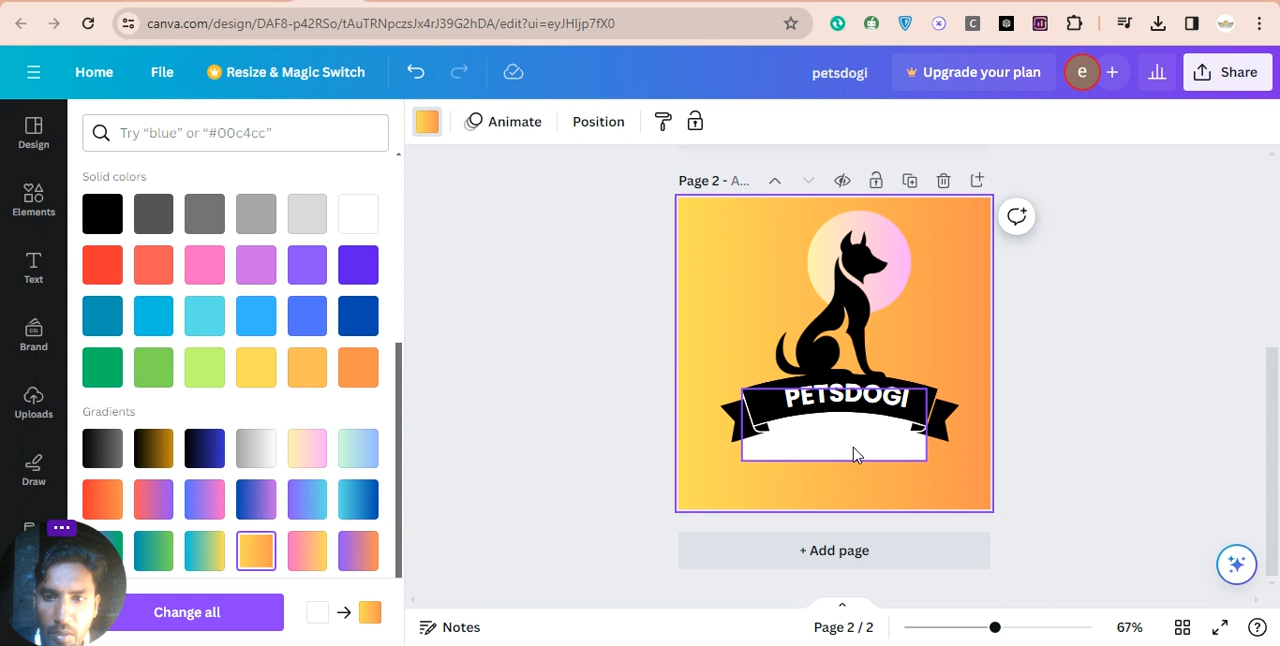 canva.com/design/DAF8-p42RSo/tAuTRNpczsJx4rJ39G2hDA/edit?ui=eyJHIjp7fX0
Home
File
Resize & Magic Switch
petsdogi
Upgrade your plan
e
Share
Design
Elements
Text
Brand
Uploads
Draw
Try “blue” or “#00c4cc”
Solid colors
Gradients
Change all
Animate
Position
Page 2 - A...
PETSDOGI
+ Add page
Notes
Page 2 / 2
67%